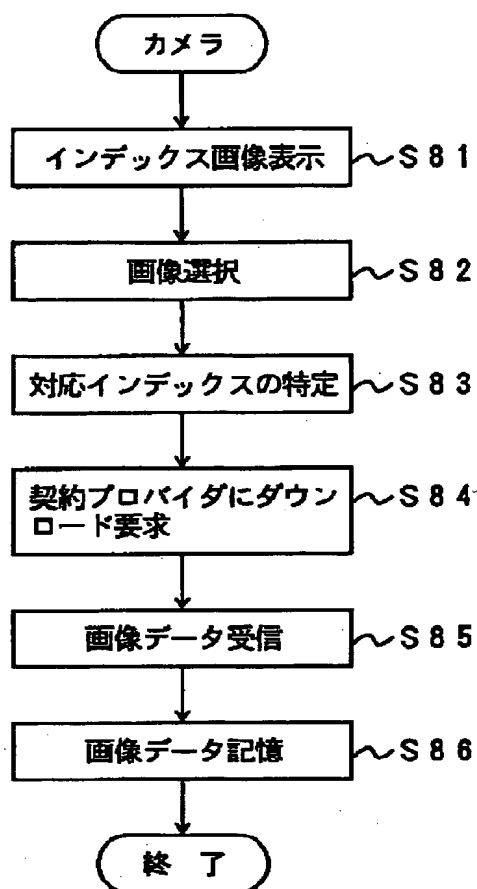 カメラ
インデックス画像表示 S81
画像選択 S82
対応インデックスの特定 S83
契約プロバイダにダウン S84
ロード要求
画像データ受信 S85
画像データ記憶 S86
終 了